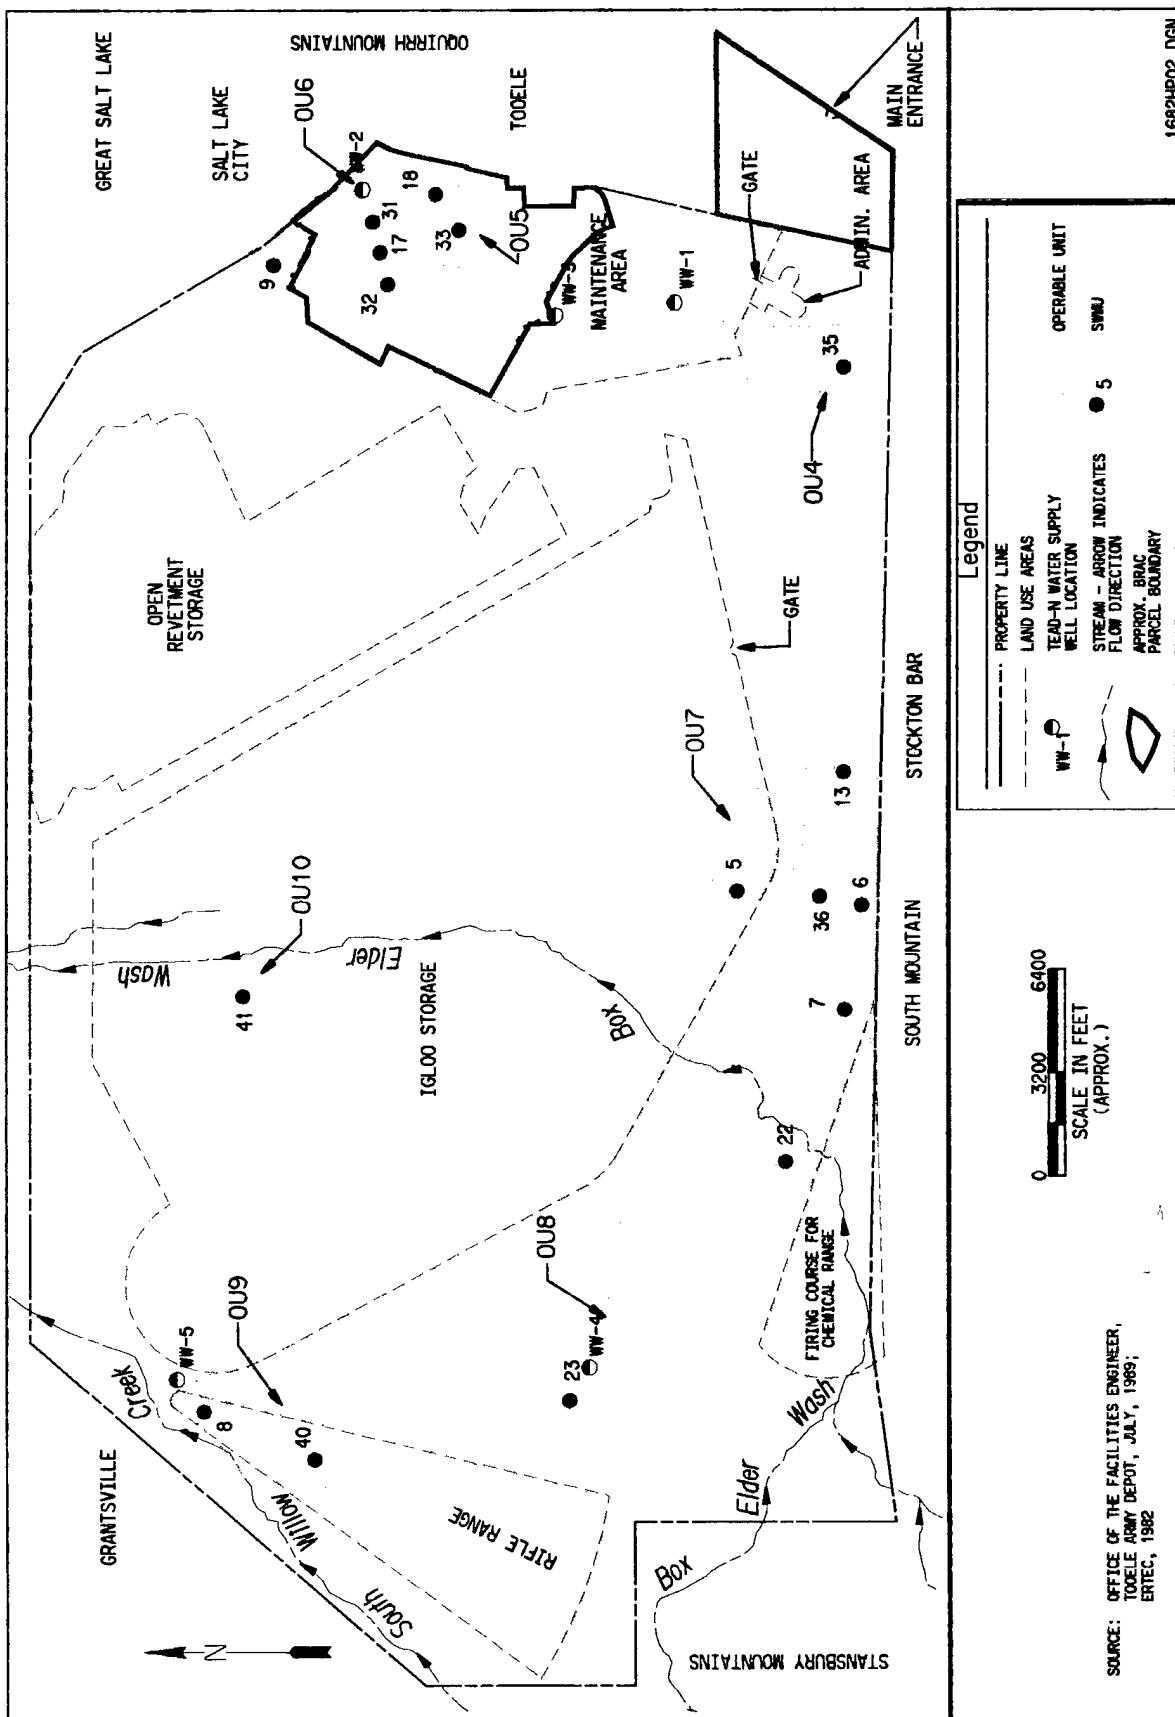 GREAT SALT LAKE
SALT LAKE
CITY
OQUIRRH MOUNTAINS
TOOELE
OU6
WW-2
31
17
32
18
33
9
OU5
MAINTENANCE
AREA
WW-3
WW-1
GATE
ADMIN. AREA
MAIN
ENTRANCE
35
OU4
OPEN
REVETMENT
STORAGE
GATE
STOCKTON BAR
OU7
5
13
36
6
7
SOUTH MOUNTAIN
OU10
41
Wash
Elder
Box
IGLOO STORAGE
22
FIRING COURSE FOR
CHEMICAL RANGE
OU8
23
WW-4
OU9
WW-5
8
40
Creek
Willow
South
RIFLE RANGE
GRANTSVILLE
N
Wash
Elder
Box
STANSBURY MOUNTAINS
Legend
PROPERTY LINE
LAND USE AREAS
WW-1
TEAD-N WATER SUPPLY
WELL LOCATION
STREAM - ARROW INDICATES
FLOW DIRECTION
APPROX. BRAC
PARCEL BOUNDARY
OPERABLE UNIT
5
SWMU
0 3200 6400
SCALE IN FEET
(APPROX.)
SOURCE: OFFICE OF THE FACILITIES ENGINEER,
TOOELE ARMY DEPOT, JULY, 1989;
ERTEC, 1982
1682HP02.DGN